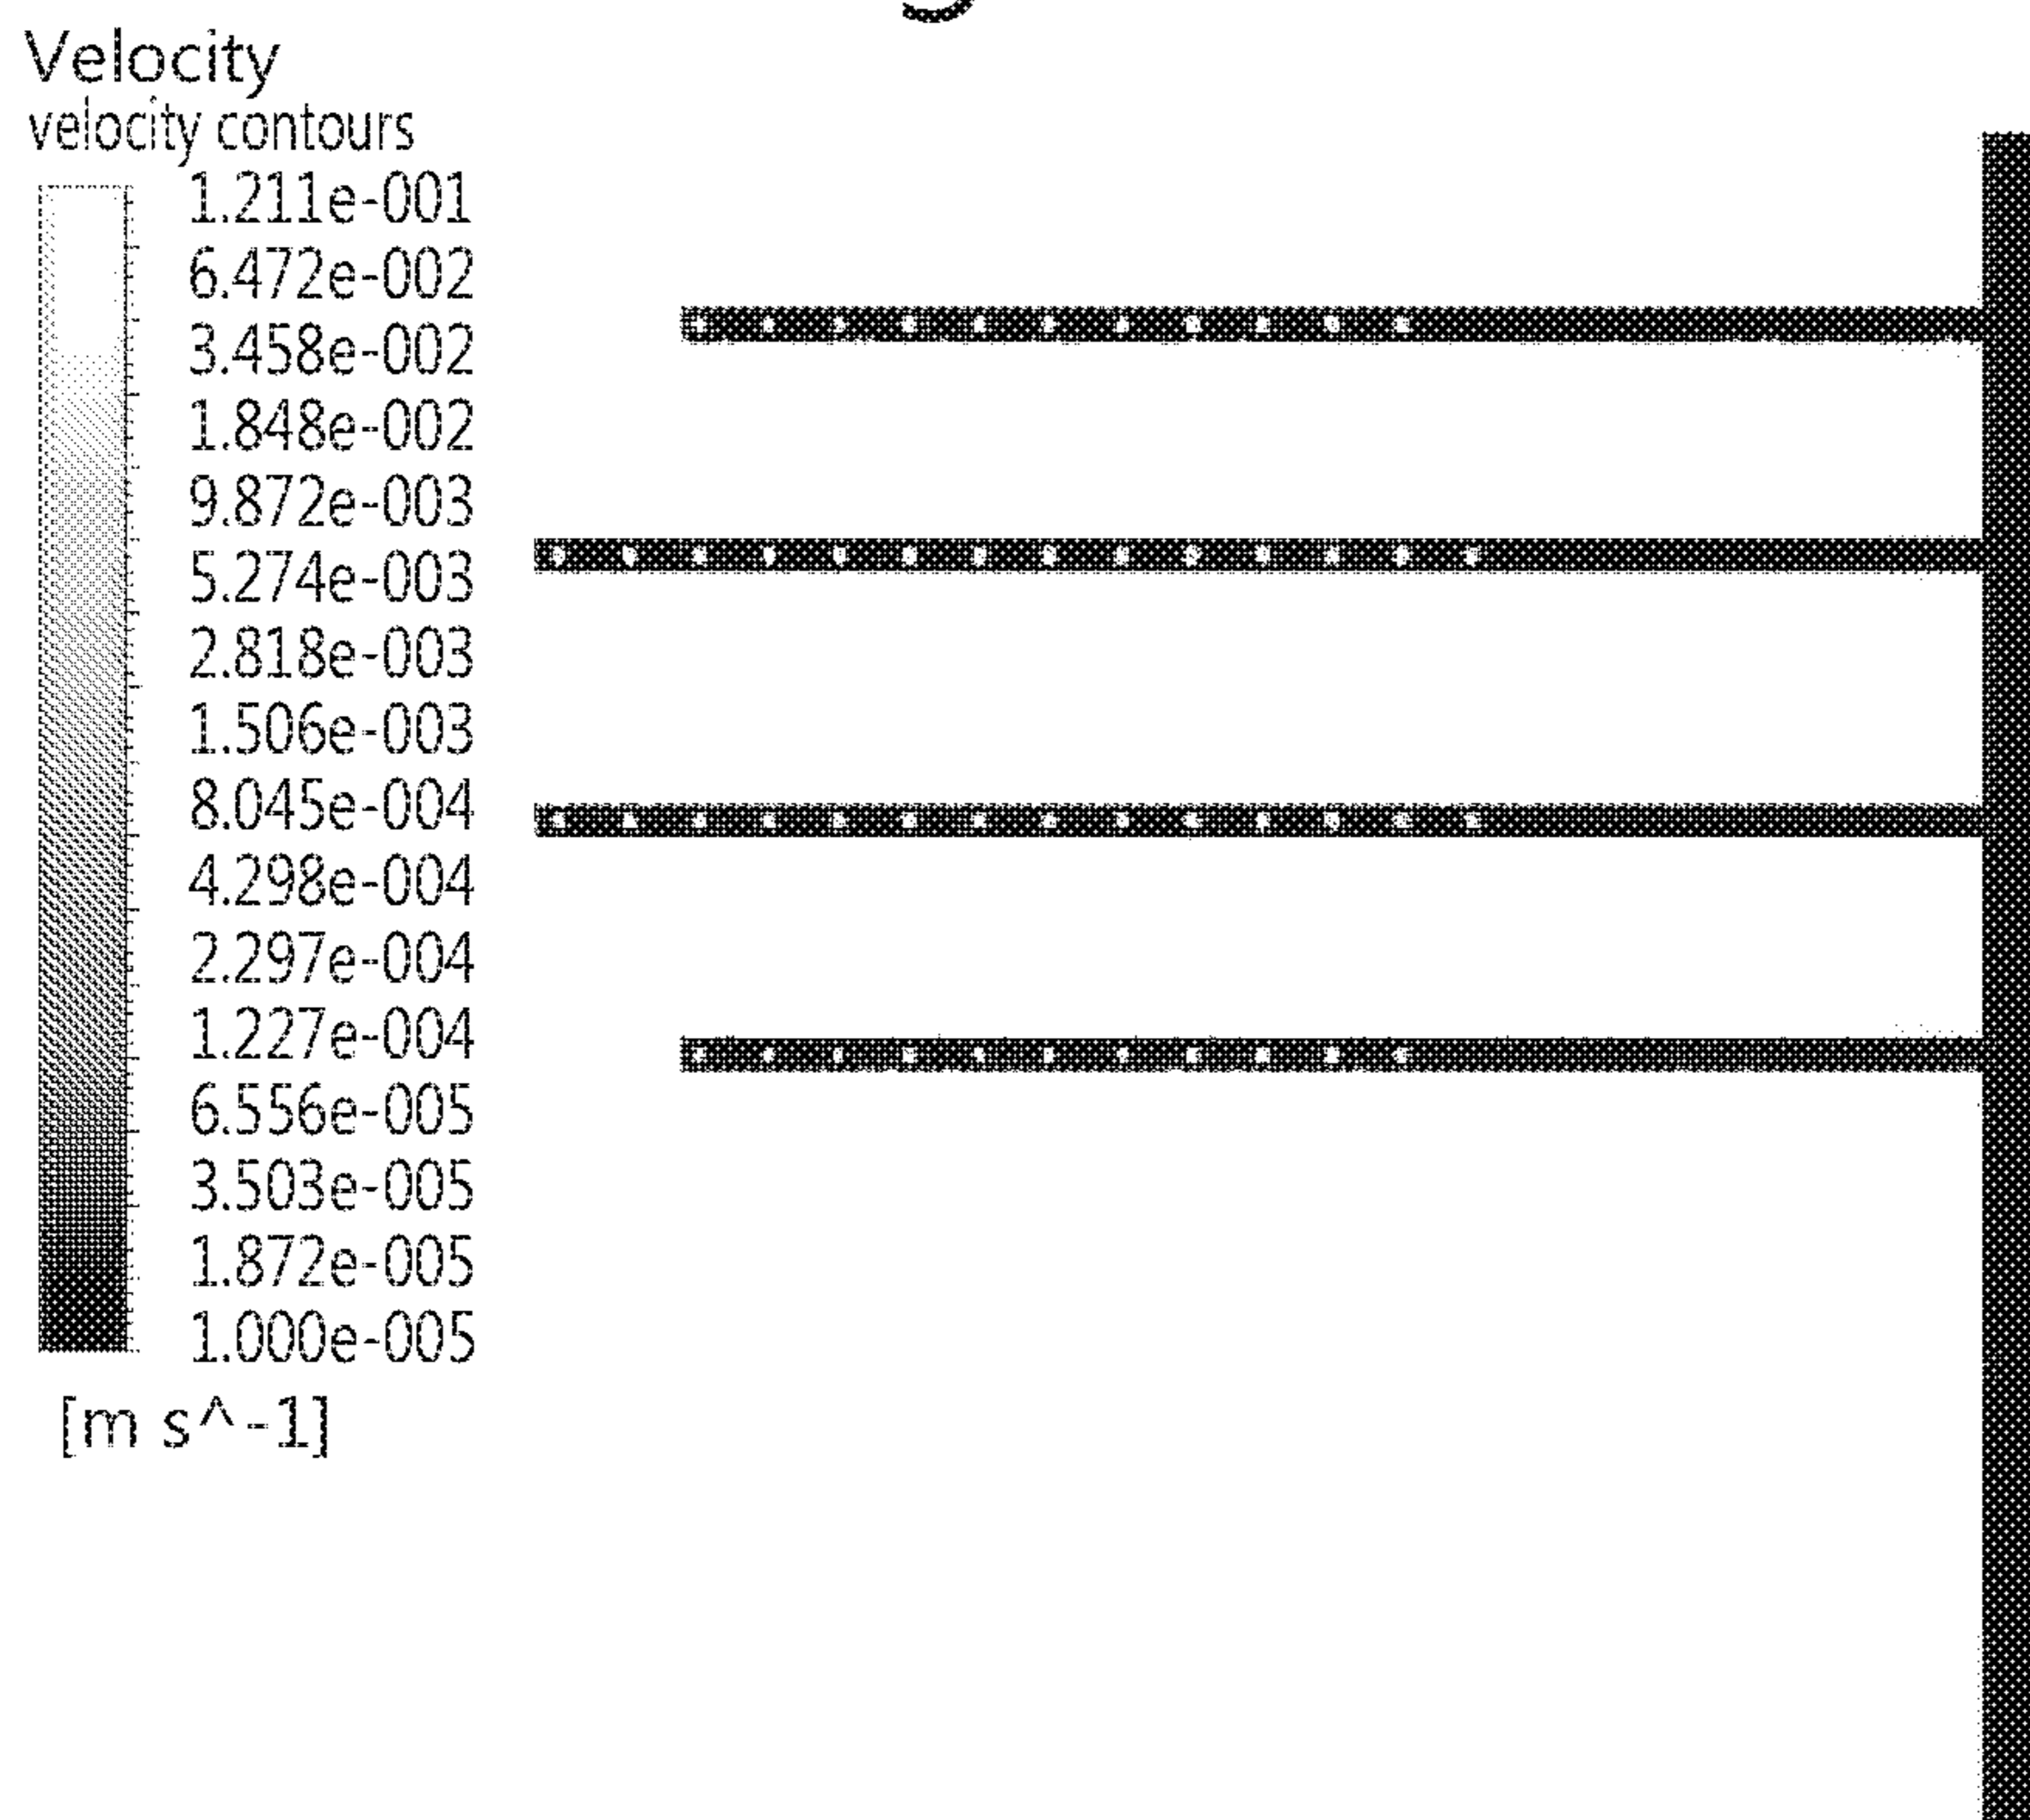 Velocity
velocity contours
1.211e-001
6.472e-002
3.458e-002
1.848e-002
9.872e-003
5.274e-003
2.818e-003
1.506e-003
8.045e-004
4.298e-004
2.297e-004
1.227e-004
6.556e-005
3.503e-005
1.872e-005
1.000e-005
[m s^-1]